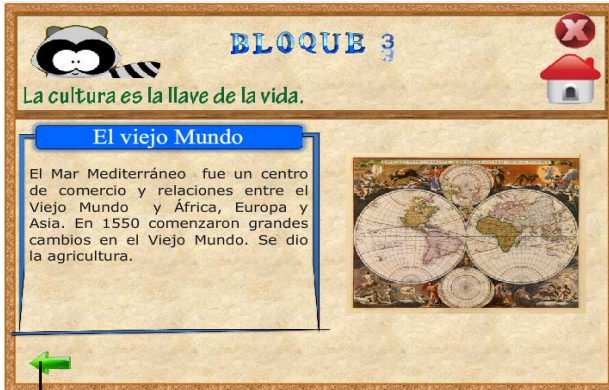 BLOQUE 3
La cultura es la llave de la vida.
El viejo Mundo
El Mar Mediterráneo fue un centro
de comercio y relaciones entre el
Viejo Mundo y África, Europa y
Asia. En 1550 comenzaron grandes
cambios en el Viejo Mundo. Se dio
la agricultura.